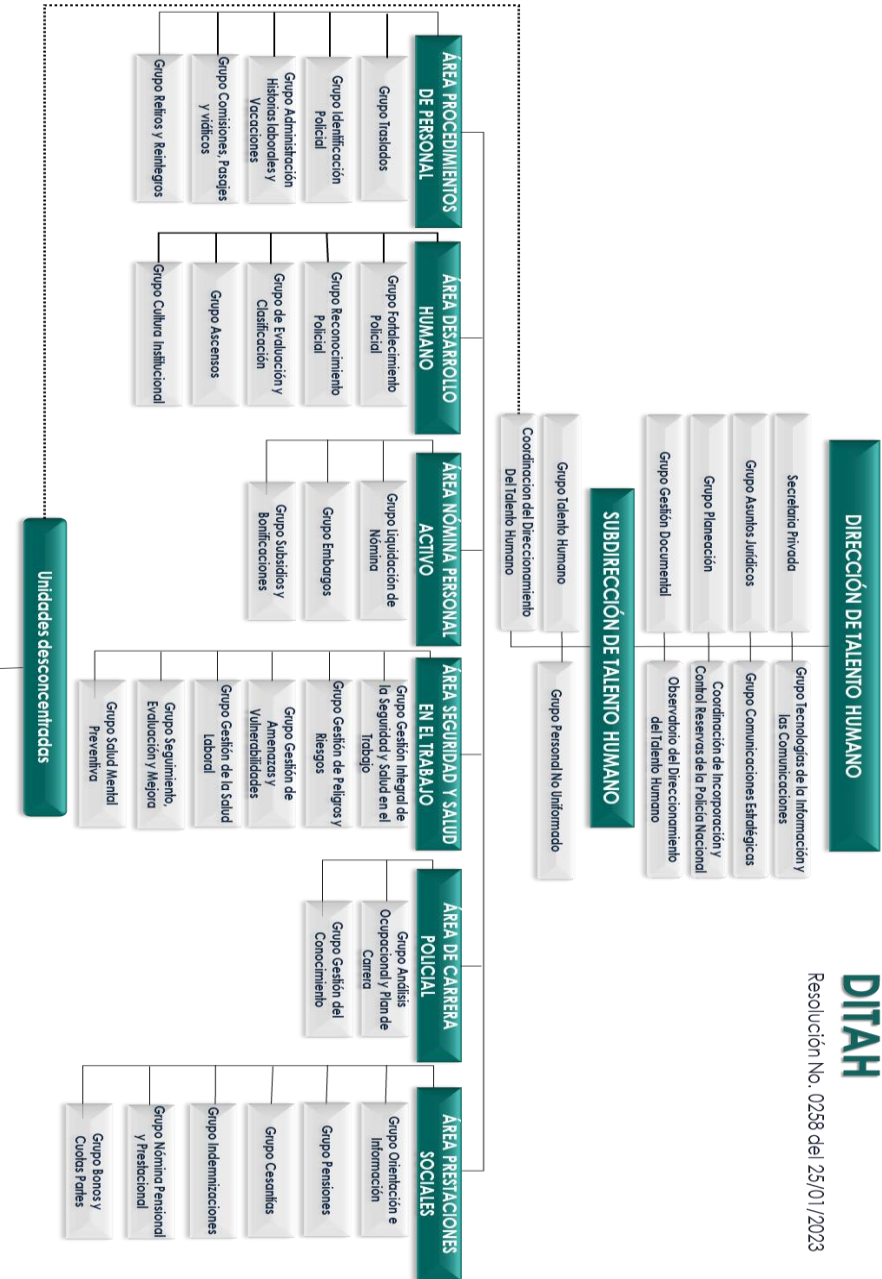 DITAH
Resolución No. 0258 del 25/01/2023
DIRECCIÓN DE TALENTO HUMANO
Secretaria Privada
Grupo Tecnologías de la Información y
las Comunicaciones
Grupo Asuntos Jurídicos
Grupo Comunicaciones Estratégicas
Grupo Planeación
Coordinación de Incorporación y
Control Reservas de la Policía Nacional
Grupo Gestión Documental
Observatorio del Direccionamiento
del Talento Humano
SUBDIRECCIÓN DE TALENTO HUMANO
Grupo Talento Humano
Grupo Personal No Uniformado
Coordinacion del Direccionamiento
Del Talento Humano
ÁREA PROCEDIMIENTOS
DE PERSONAL
Grupo Traslados
Grupo Identificación
Policial
Grupo Administración
Historias laborales y
Vacaciones
Grupo Comisiones, Pasajes
y viáticos
Grupo Retiros y Reintegros
ÁREA DESARROLLO
HUMANO
Grupo Fortalecimiento
Policial
Grupo Reconocimiento
Policial
Grupo de Evaluación y
Clasificación
Grupo Ascensos
Grupo Cultura Institucional
ÁREA NÓMINA PERSONAL
ACTIVO
Grupo Liquidación de
Nómina
Grupo Embargos
Grupo Subsidios y
Bonificaciones
ÁREA SEGURIDAD Y SALUD
EN EL TRABAJO
Grupo Gestión Integral de
la Seguridad y Salud en el
Trabajo
Grupo Gestión de Peligros y
Riesgos
Grupo Gestión de
Amenazas y
Vulnerabilidades
Grupo Gestión de la Salud
Laboral
Grupo Seguimiento,
Evaluación y Mejora
Grupo Salud Mental
Preventiva
ÁREA DE CARRERA
POLICIAL
Grupo Análisis
Ocupacional y Plan de
Carrera
Grupo Gestión del
Conocimiento
ÁREA PRESTACIONES
SOCIALES
Grupo Orientación e
Información
Grupo Pensiones
Grupo Cesantías
Grupo Indemnizaciones
Grupo Nómina Pensional
y Prestacional
Grupo Bonos y
Cuotas Partes
Unidades desconcentradas